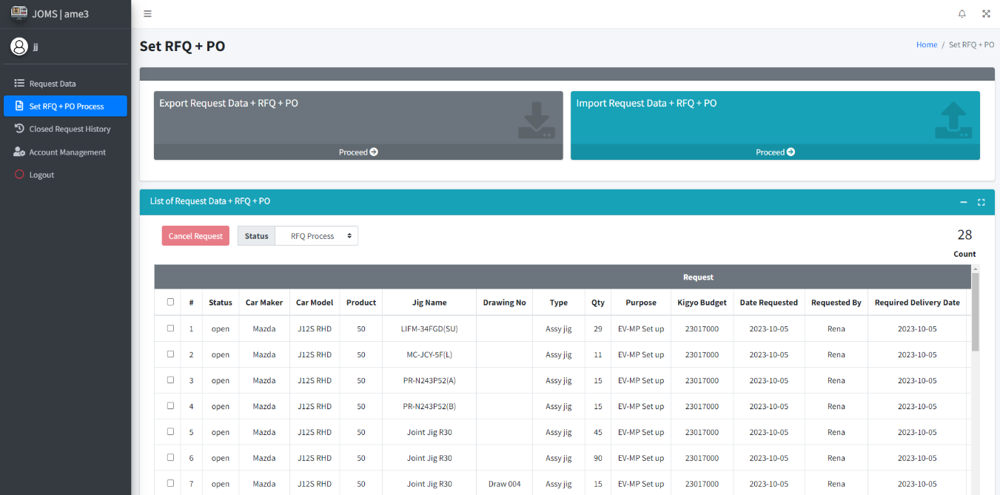 JOMS | ame3
jj
Request Data
Set RFQ + PO Process
Closed Request History
Account Management
Logout
Set RFQ + PO
Home / Set RFQ + PO
Export Request Data + RFQ + PO
Proceed
Import Request Data + RFQ + PO
Proceed
List of Request Data + RFQ + PO
Cancel Request Status RFQ Process
28
Count
Request
# Status Car Maker Car Model Product Jig Name Drawing No Type Qty Purpose Kigyo Budget Date Requested Requested By Required Delivery Date
1 open Mazda J12S RHD 50 LIFM-34FGD(SU) Assy jig 29 EV-MP Set up 23017000 2023-10-05 Rena 2023-10-05
2 open Mazda J12S RHD 50 MC-JCY-5F(L) Assy jig 11 EV-MP Set up 23017000 2023-10-05 Rena 2023-10-05
3 open Mazda J12S RHD 50 PR-N243P52(A) Assy jig 15 EV-MP Set up 23017000 2023-10-05 Rena 2023-10-05
4 open Mazda J12S RHD 50 PR-N243P52(B) Assy jig 15 EV-MP Set up 23017000 2023-10-05 Rena 2023-10-05
5 open Mazda J12S RHD 50 Joint Jig R30 Assy jig 45 EV-MP Set up 23017000 2023-10-05 Rena 2023-10-05
6 open Mazda J12S RHD 50 Joint Jig R30 Assy jig 90 EV-MP Set up 23017000 2023-10-05 Rena 2023-10-05
7 open Mazda J12S RHD 50 Joint Jig R30 Draw 004 Assy jig 15 EV-MP Set up 23017000 2023-10-05 Rena 2023-10-05